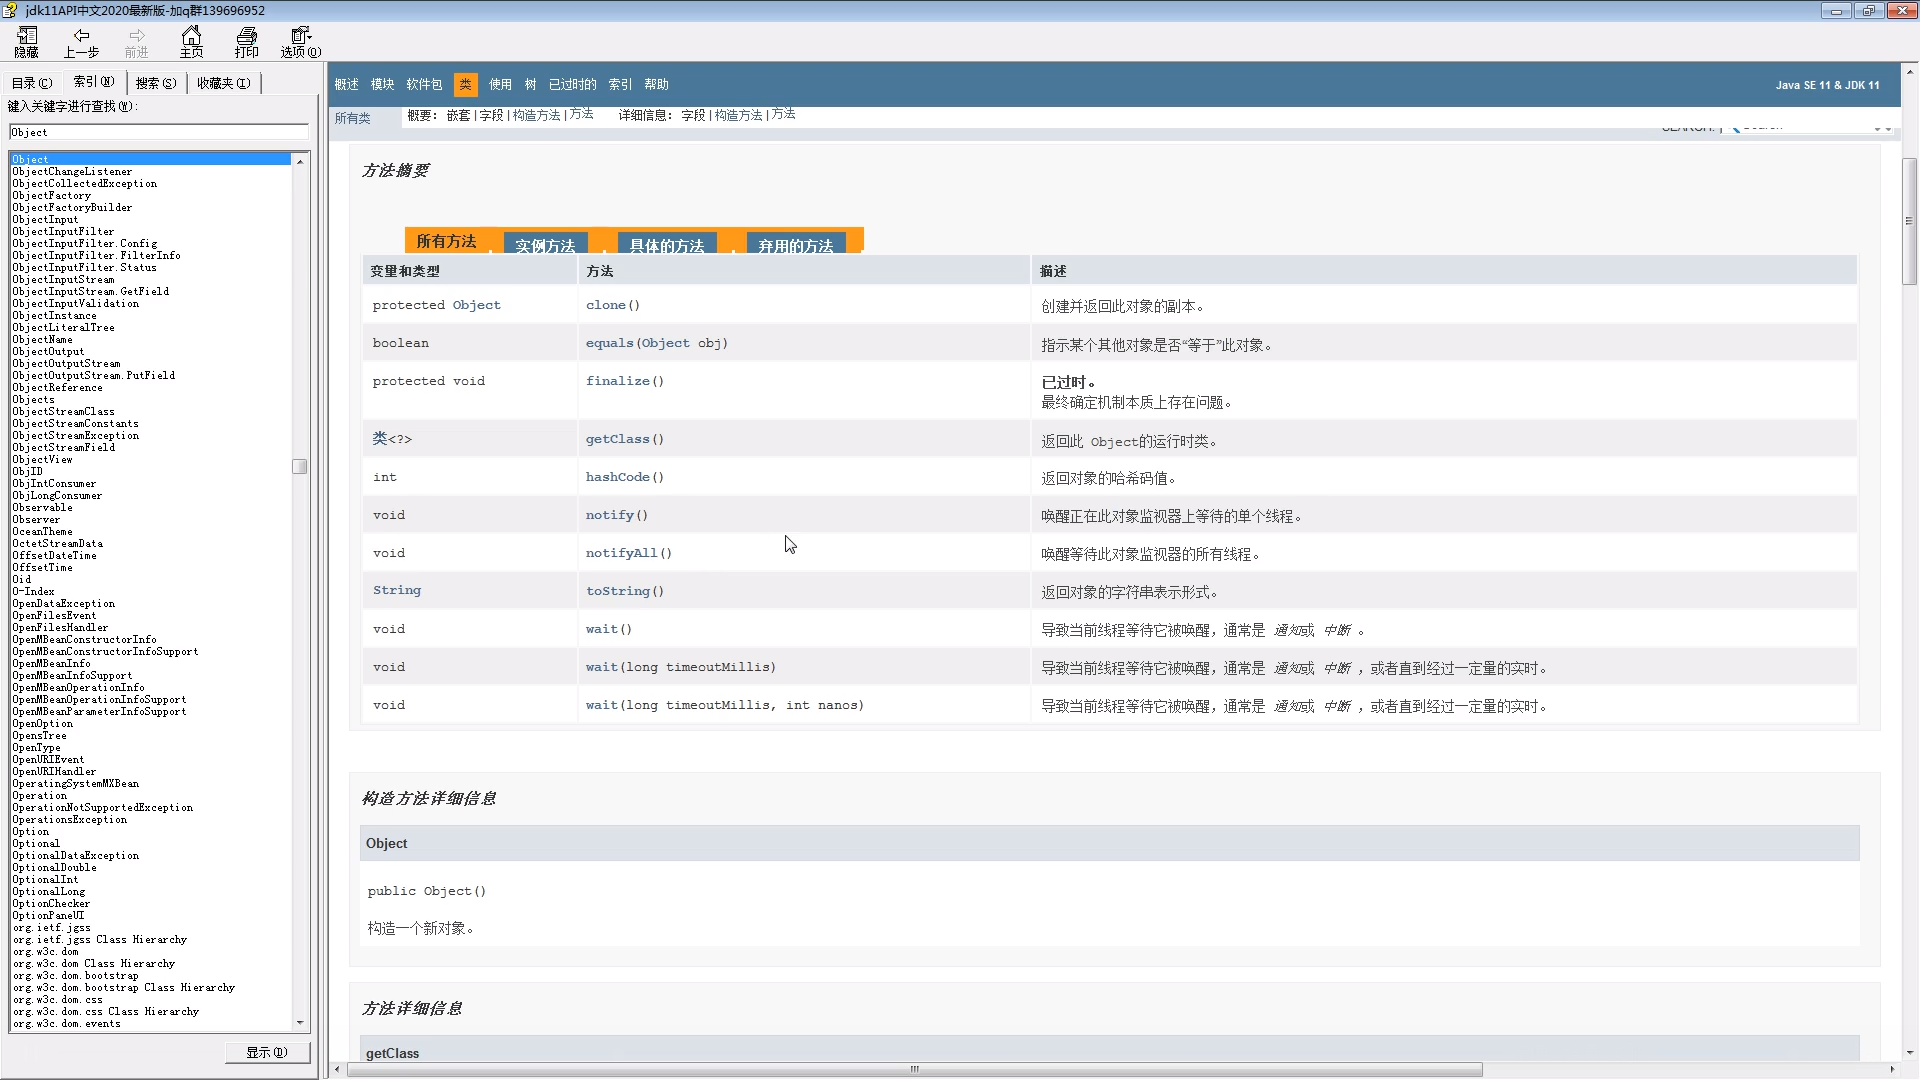 jdk11API中文2020最新版-加q群139696952
隐藏 上一步 前进 主页 打印 选项(O)
目录(C) 索引(N) 搜索(S) 收藏夹(I)
键入关键字进行查找(W):
Object
Object
ObjectChangeListener
ObjectCollectedException
ObjectFactory
ObjectFactoryBuilder
ObjectInput
ObjectInputFilter
ObjectInputFilter.Config
ObjectInputFilter.FilterInfo
ObjectInputFilter.Status
ObjectInputStream
ObjectInputStream.GetField
ObjectInputValidation
ObjectInstance
ObjectLiteralTree
ObjectName
ObjectOutput
ObjectOutputStream
ObjectOutputStream.PutField
ObjectReference
Objects
ObjectStreamClass
ObjectStreamConstants
ObjectStreamException
ObjectStreamField
ObjectView
ObjID
ObjIntConsumer
ObjLongConsumer
Observable
Observer
OceanTheme
OctetStreamData
OffsetDateTime
OffsetTime
Oid
O-Index
OpenDataException
OpenFilesEvent
OpenFilesHandler
OpenMBeanConstructorInfo
OpenMBeanConstructorInfoSupport
OpenMBeanInfo
OpenMBeanInfoSupport
OpenMBeanOperationInfo
OpenMBeanOperationInfoSupport
OpenMBeanParameterInfo
OpenMBeanParameterInfoSupport
OpenOption
OpensTree
OpenType
OpenURIEvent
OpenURIHandler
OperatingSystemMXBean
Operation
OperationNotSupportedException
OperationsException
Option
Optional
OptionalDataException
OptionalDouble
OptionalInt
OptionalLong
OptionChecker
OptionPaneUI
org.ietf.jgss
org.ietf.jgss Class Hierarchy
org.w3c.dom
org.w3c.dom Class Hierarchy
org.w3c.dom.bootstrap
org.w3c.dom.bootstrap Class Hierarchy
org.w3c.dom.css
org.w3c.dom.css Class Hierarchy
org.w3c.dom.events
显示(D)
概述 模块 软件包 类 使用 树 已过时的 索引 帮助
Java SE 11 & JDK 11
所有类 概要： 嵌套 | 字段 | 构造方法 | 方法 详细信息： 字段 | 构造方法 | 方法
SEARCH: Search
方法摘要
所有方法 实例方法 具体的方法 弃用的方法
变量和类型 方法 描述
protected Object clone() 创建并返回此对象的副本。
boolean equals(Object obj) 指示某个其他对象是否“等于”此对象。
protected void finalize() 已过时。
最终确定机制本质上存在问题。
类<?> getClass() 返回此 Object的运行时类。
int hashCode() 返回对象的哈希码值。
void notify() 唤醒正在此对象监视器上等待的单个线程。
void notifyAll() 唤醒等待此对象监视器的所有线程。
String toString() 返回对象的字符串表示形式。
void wait() 导致当前线程等待它被唤醒，通常是 通知或 中断 。
void wait(long timeoutMillis) 导致当前线程等待它被唤醒，通常是 通知或 中断 ，或者直到经过一定量的实时。
void wait(long timeoutMillis, int nanos) 导致当前线程等待它被唤醒，通常是 通知或 中断 ，或者直到经过一定量的实时。
构造方法详细信息
Object
public Object()
构造一个新对象。
方法详细信息
getClass